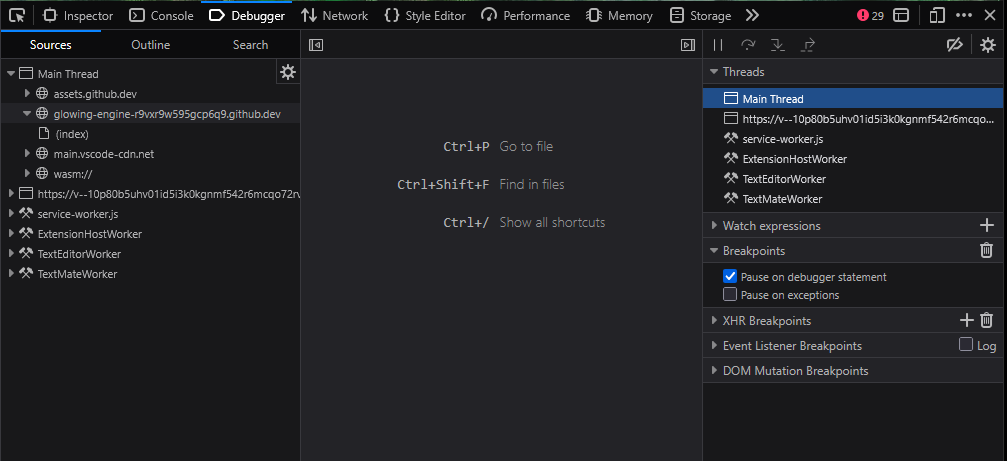 Inspector Console Debugger Network Style Editor Performance Memory Storage 29
Sources Outline Search
Main Thread
assets.github.dev
glowing-engine-r9vxr9w595gcp6q9.github.dev
(index)
main.vscode-cdn.net
wasm://
https://v--10p80b5uhv01id5i3k0kgnmf542r6mcqo72rv
service-worker.js
ExtensionHostWorker
TextEditorWorker
TextMateWorker
Ctrl+P Go to file
Ctrl+Shift+F Find in files
Ctrl+/ Show all shortcuts
Threads
Main Thread
https://v--10p80b5uhv01id5i3k0kgnmf542r6mcqo...
service-worker.js
ExtensionHostWorker
TextEditorWorker
TextMateWorker
Watch expressions
Breakpoints
Pause on debugger statement
Pause on exceptions
XHR Breakpoints
Event Listener Breakpoints Log
DOM Mutation Breakpoints